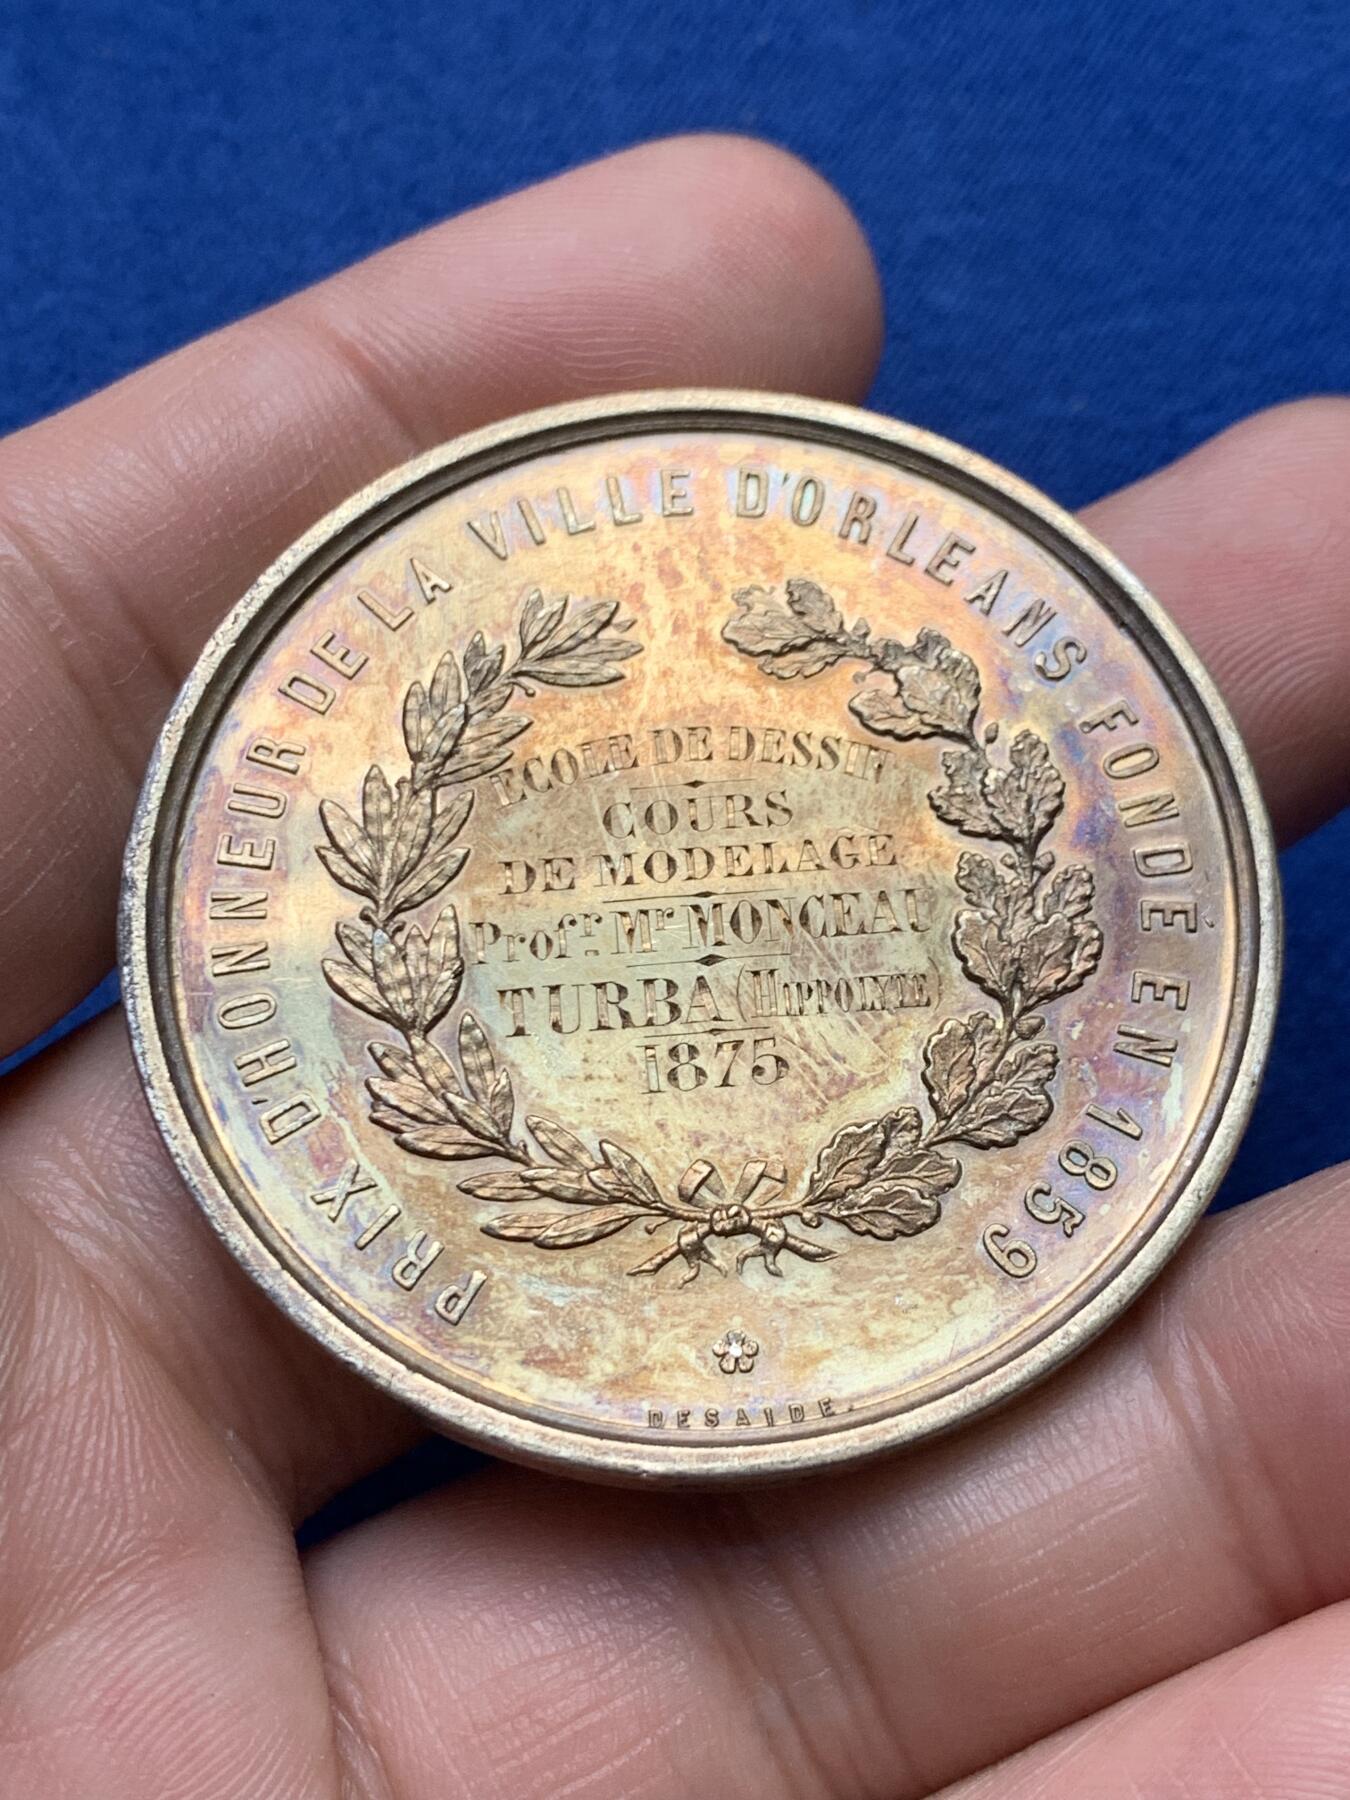 PRIX D'HONNEUR DE LA VILLE D'ORLEANS FONDÉ EN 1859
ECOLE DE DESSIN
COURS
DE MODELAGE
Profr. Mr MONCEAU
TURBA (HIPPOLYTE)
1875
DESAIDE.